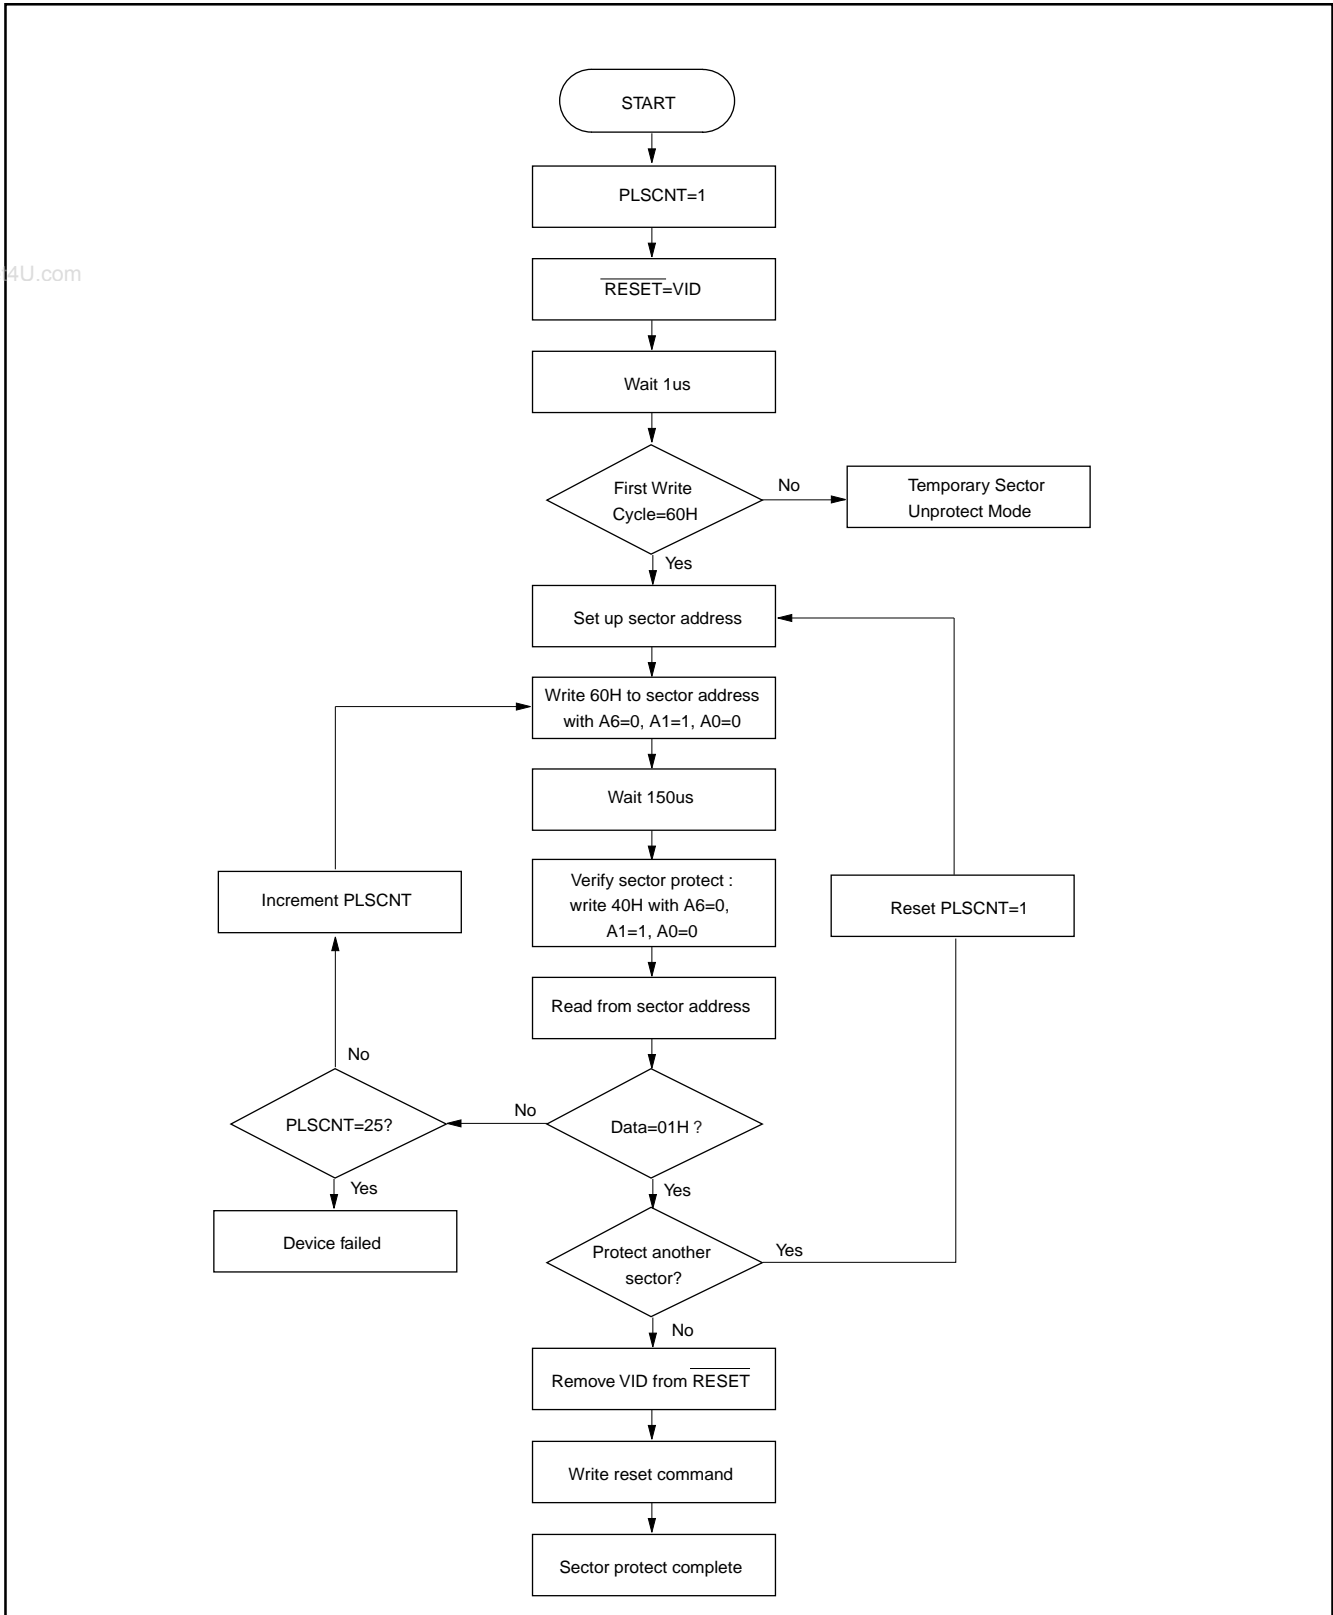 START
PLSCNT=1
4U.com
RESET=VID
Wait 1us
First Write
Cycle=60H
No
Temporary Sector
Unprotect Mode
Yes
Set up sector address
Write 60H to sector address
with A6=0, A1=1, A0=0
Wait 150us
Verify sector protect :
write 40H with A6=0,
A1=1, A0=0
Increment PLSCNT
Reset PLSCNT=1
Read from sector address
No
PLSCNT=25?
No
Data=01H ?
Yes
Device failed
Yes
Protect another
sector?
Yes
No
Remove VID from RESET
Write reset command
Sector protect complete